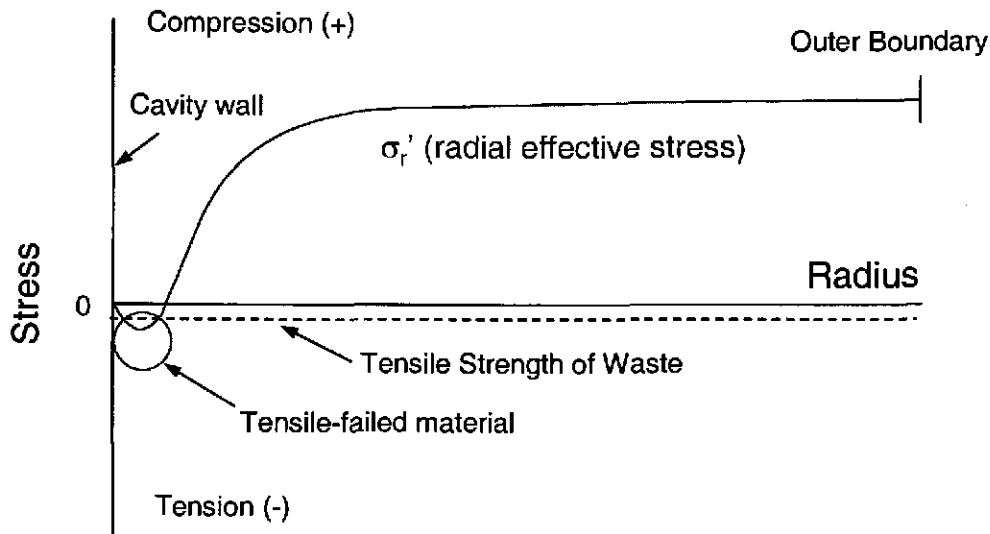 Compression (+)
Outer Boundary
Cavity wall
σr' (radial effective stress)
Stress
0
Radius
Tensile Strength of Waste
Tensile-failed material
Tension (-)